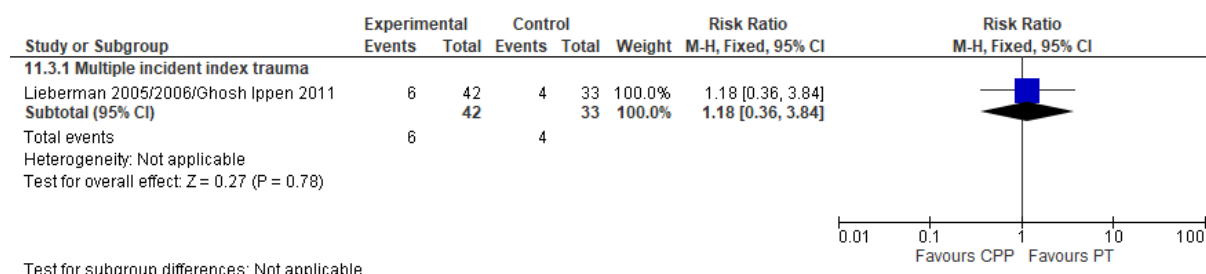 Experimental Control Risk Ratio Risk Ratio
Study or Subgroup Events Total Events Total Weight M-H, Fixed, 95% CI M-H, Fixed, 95% CI
11.3.1 Multiple incident index trauma
Lieberman 2005/2006/Ghosh Ippen 2011 6 42 4 33 100.0% 1.18 [0.36, 3.84]
Subtotal (95% CI) 42 33 100.0% 1.18 [0.36, 3.84]
Total events 6 4
Heterogeneity: Not applicable
Test for overall effect: Z = 0.27 (P = 0.78)
0.01 0.1 1 10 100
Favours CPP Favours PT
Test for subgroup differences: Not applicable